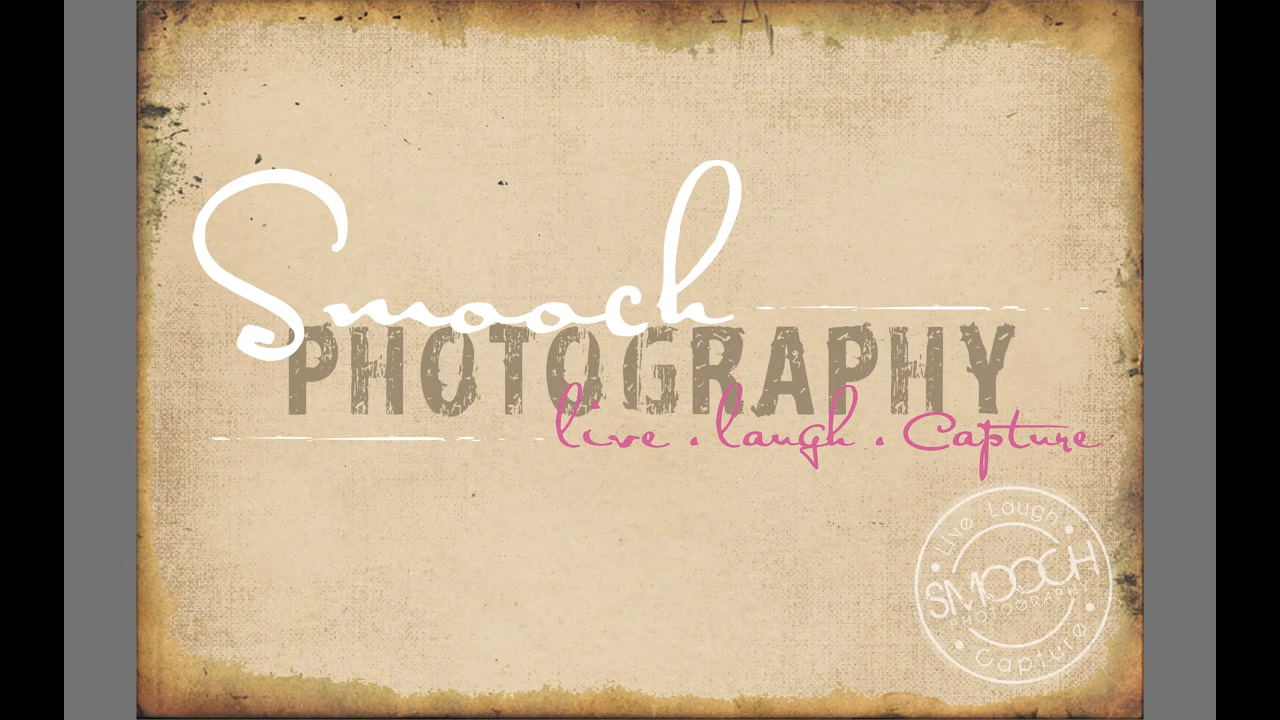 Smooch
PHOTOGRAPHY
live . laugh . Capture
Live Laugh
SMOOCH
PHOTOGRAPHY
Capture